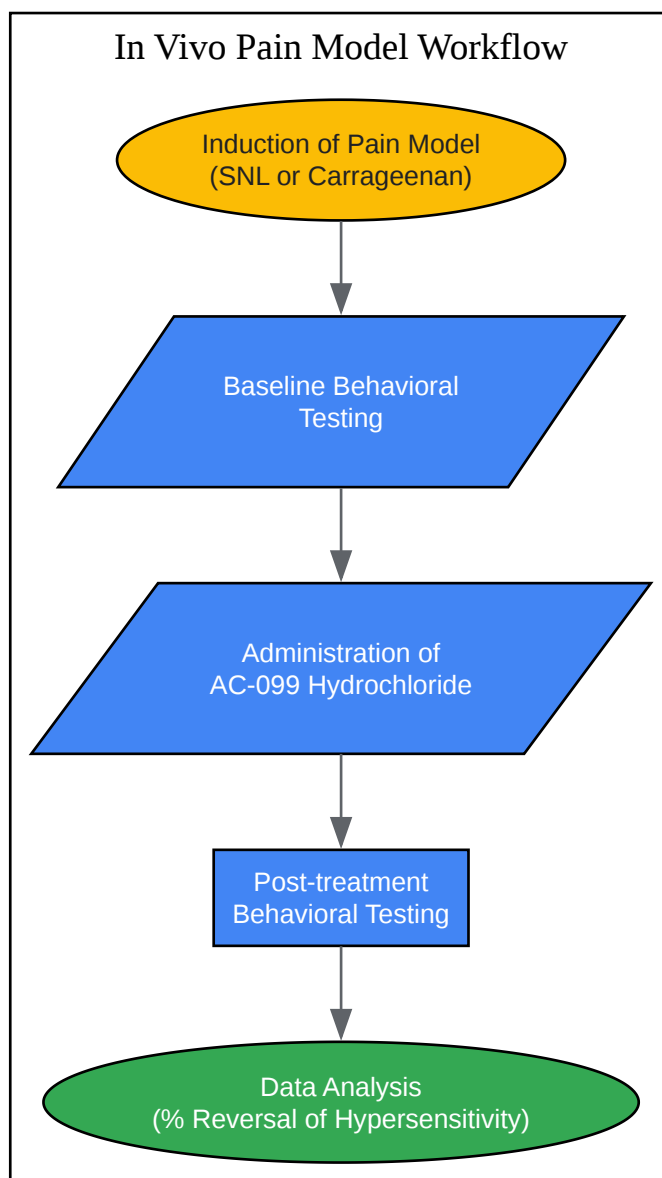 In Vivo Pain Model Workflow
Induction of Pain Model
(SNL or Carrageenan)
Baseline Behavioral
Testing
Administration of
AC-099 Hydrochloride
Post-treatment
Behavioral Testing
Data Analysis
(% Reversal of Hypersensitivity)